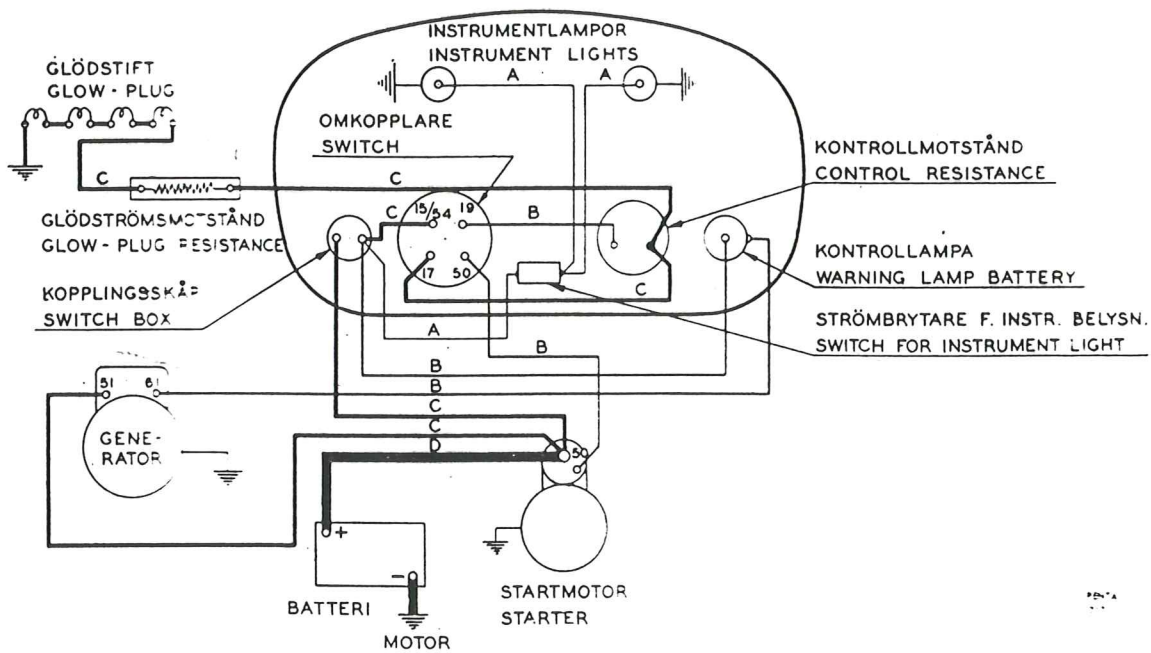 INSTRUMENTLAMPOR
INSTRUMENT LIGHTS
A
A
GLÖDSTIFT
GLOW-PLUG
OMKOPPLARE
SWITCH
KONTROLLMOTSTÅND
CONTROL RESISTANCE
C
C
GLÖDSTRÖMSMOTSTÅND
GLOW-PLUG RESISTANCE
C
15/54
19
B
17
50
C
KONTROLLAMPA
WARNING LAMP BATTERY
KOPPLINGSSKÅP
SWITCH BOX
STRÖMBRYTARE F. INSTR. BELYSN.
SWITCH FOR INSTRUMENT LIGHT
A
B
B
B
C
C
D
51
61
GENE-
RATOR
50
+
-
BATTERI
MOTOR
STARTMOTOR
STARTER
PENTA